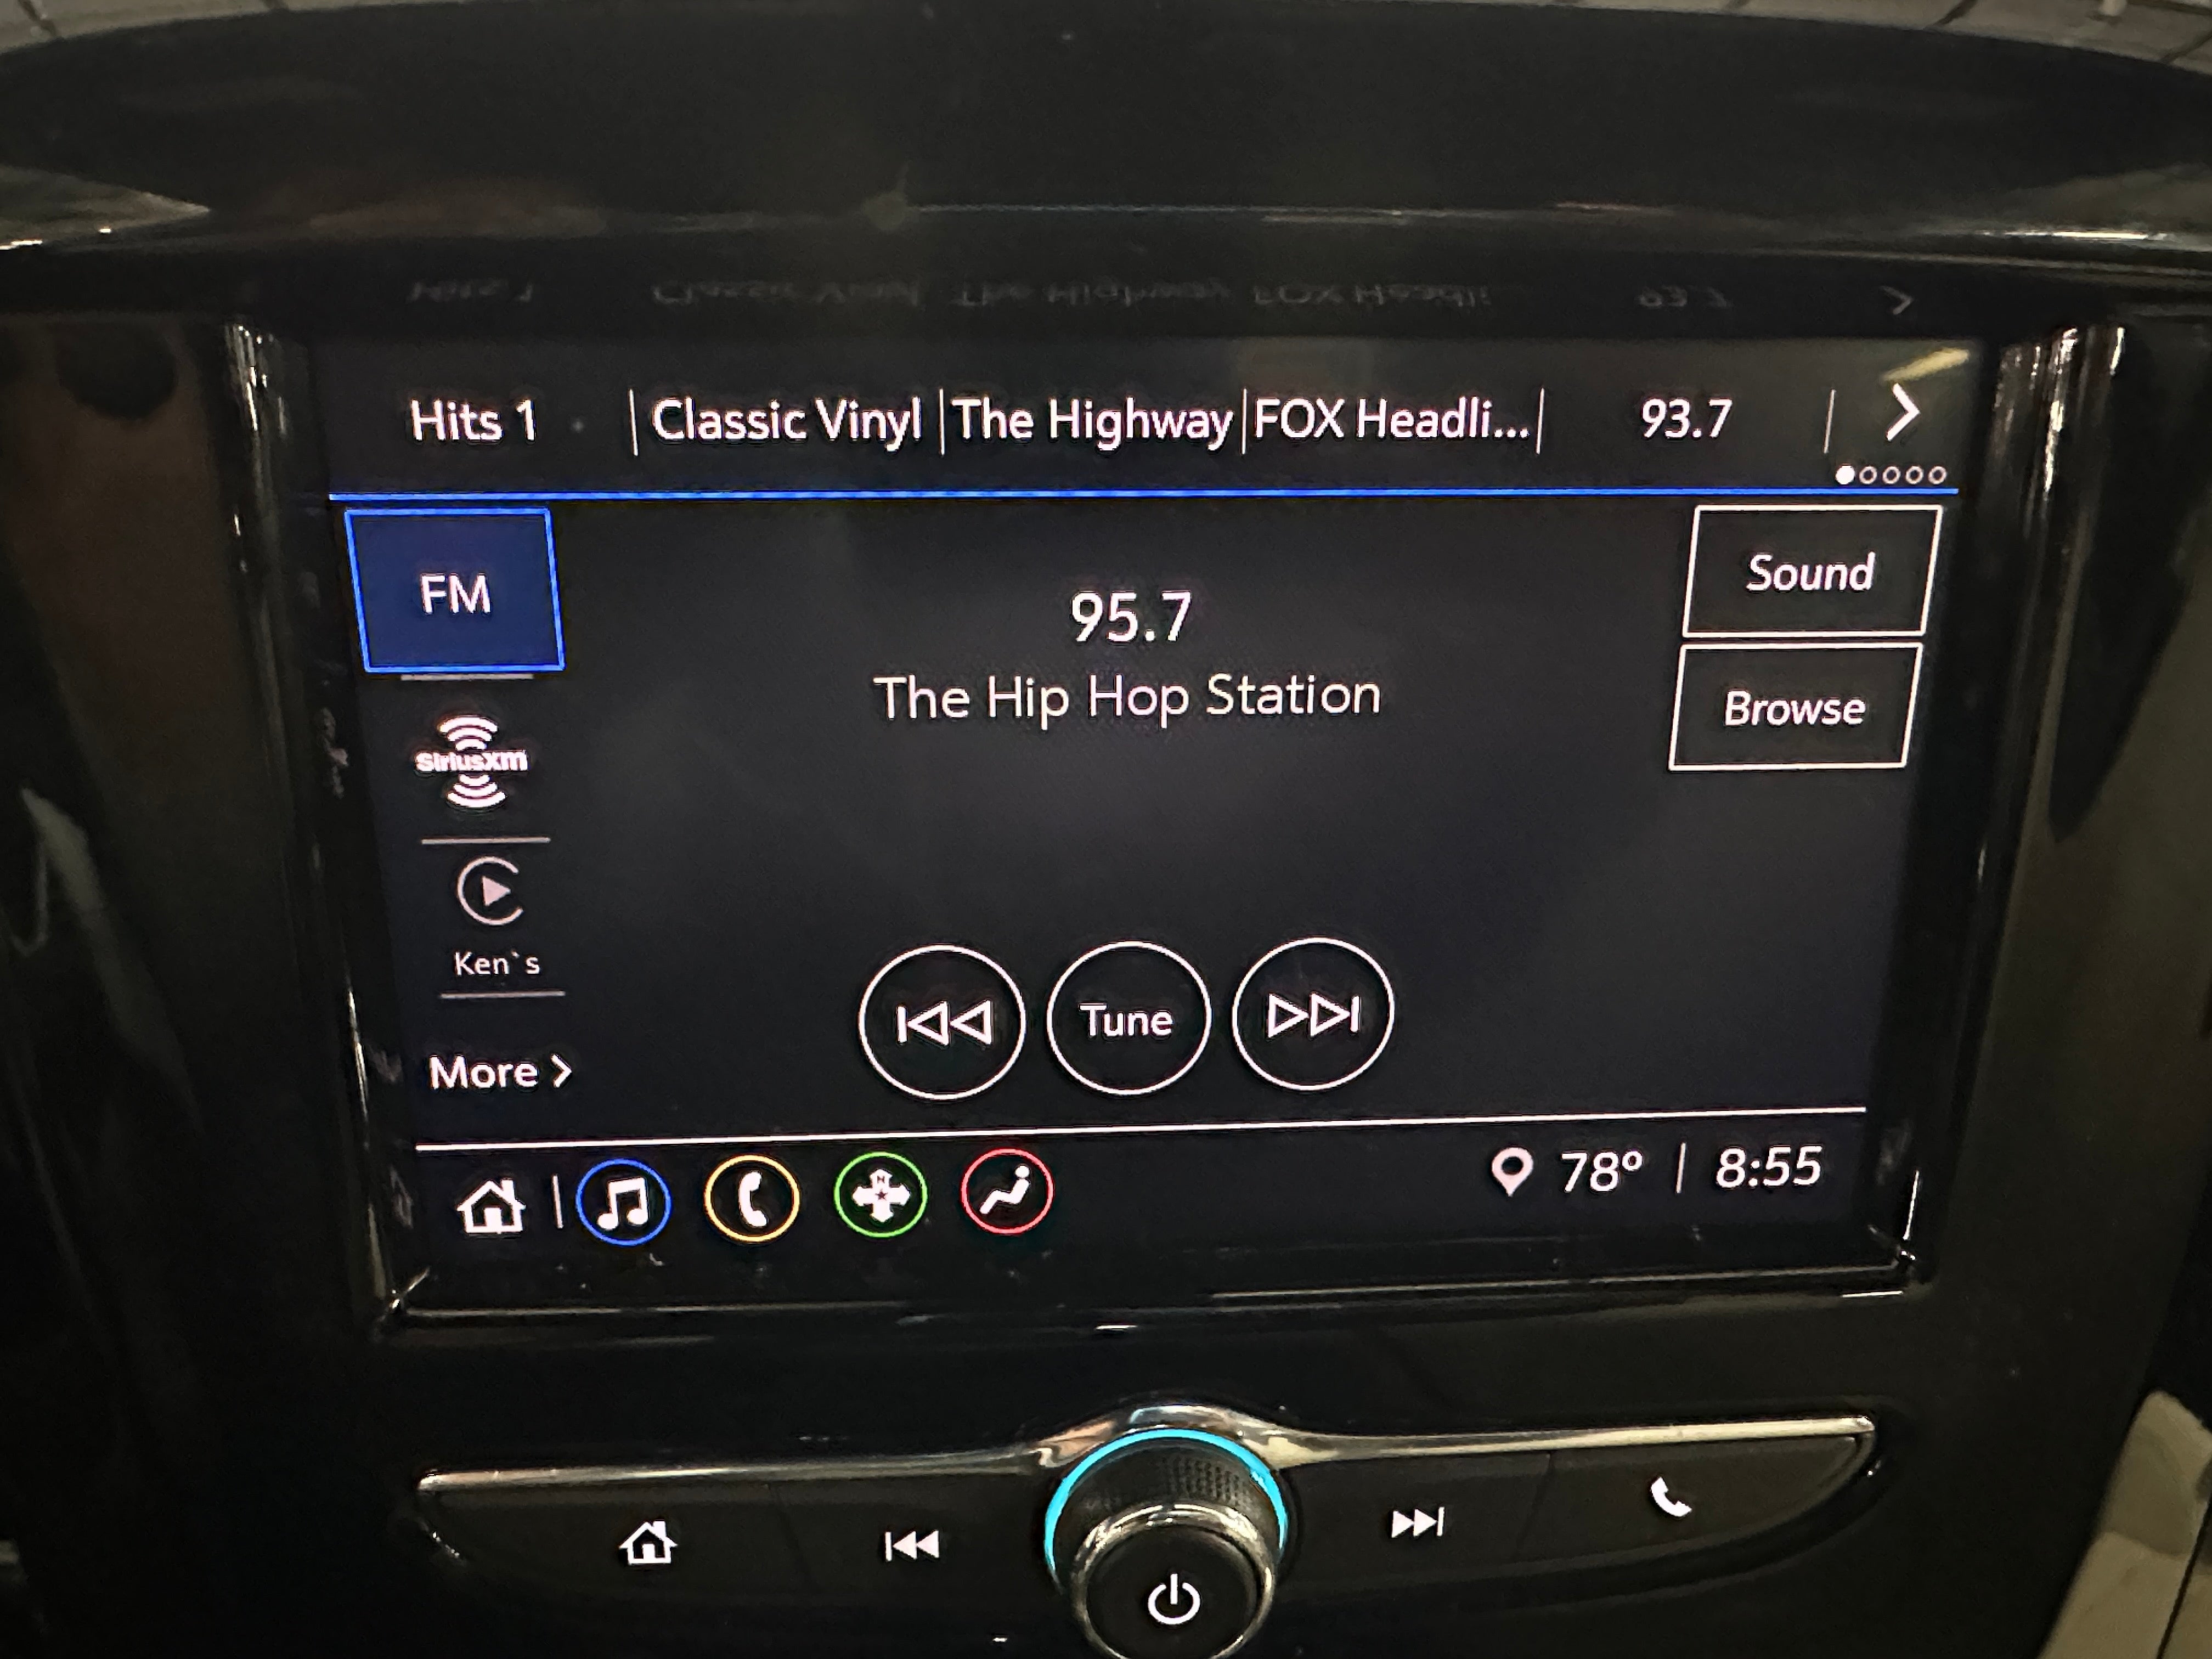 Hits 1 Classic Vinyl The Highway FOX Headli... 93.7
FM
95.7
The Hip Hop Station
Sound
Browse
SiriusXM
Ken`s
More
Tune
N
78° 8:55